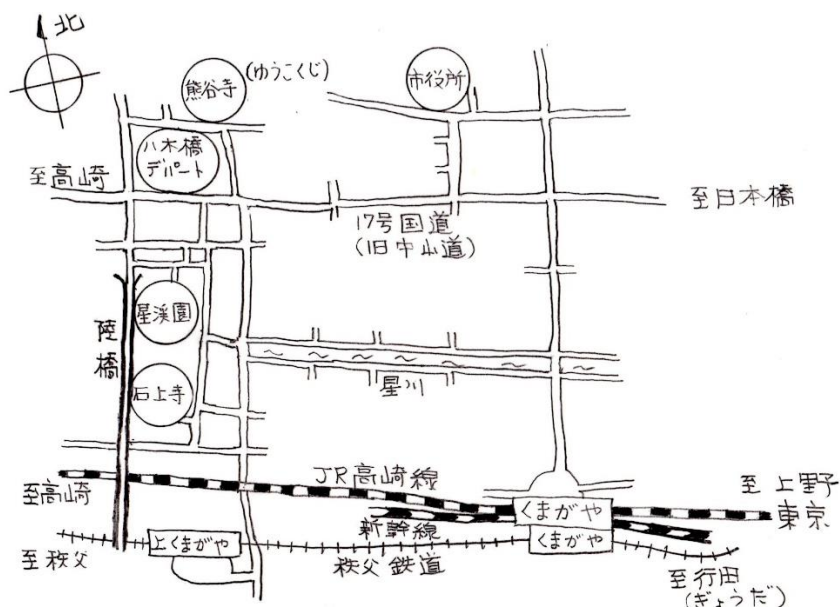 北
熊谷寺
(ゆうこくじ)
市役所
八木橋
デパート
至高崎
至日本橋
17号国道
(旧中山道)
星溪園
陸橋
星川
石上寺
JR高崎線
至高崎
至上野
東京
くまがや
新幹線
上くまがや
くまがや
至秩父
秩父鉄道
至行田
(ぎょうだ)